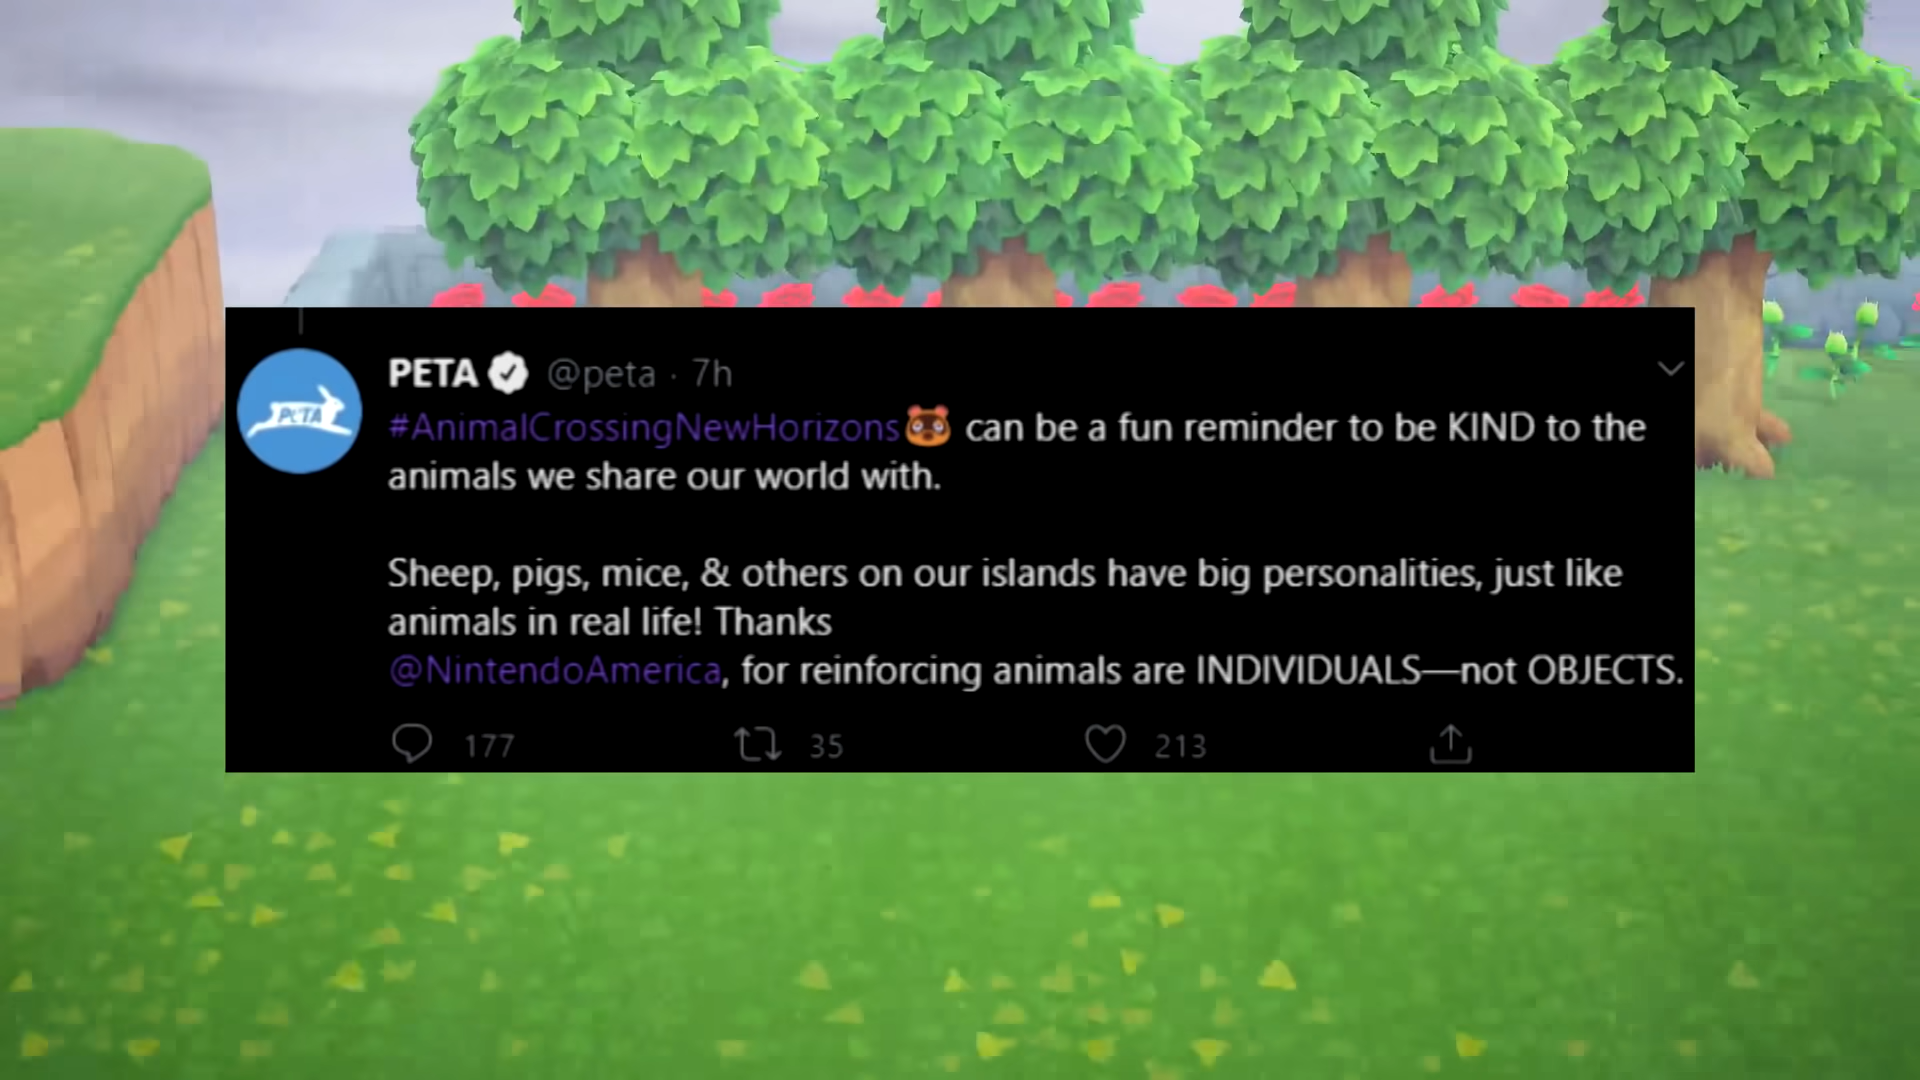 PETA @peta · 7h
#AnimalCrossingNewHorizons can be a fun reminder to be KIND to the
animals we share our world with.
Sheep, pigs, mice, & others on our islands have big personalities, just like
animals in real life! Thanks
@NintendoAmerica, for reinforcing animals are INDIVIDUALS—not OBJECTS.
177 35 213
PETA